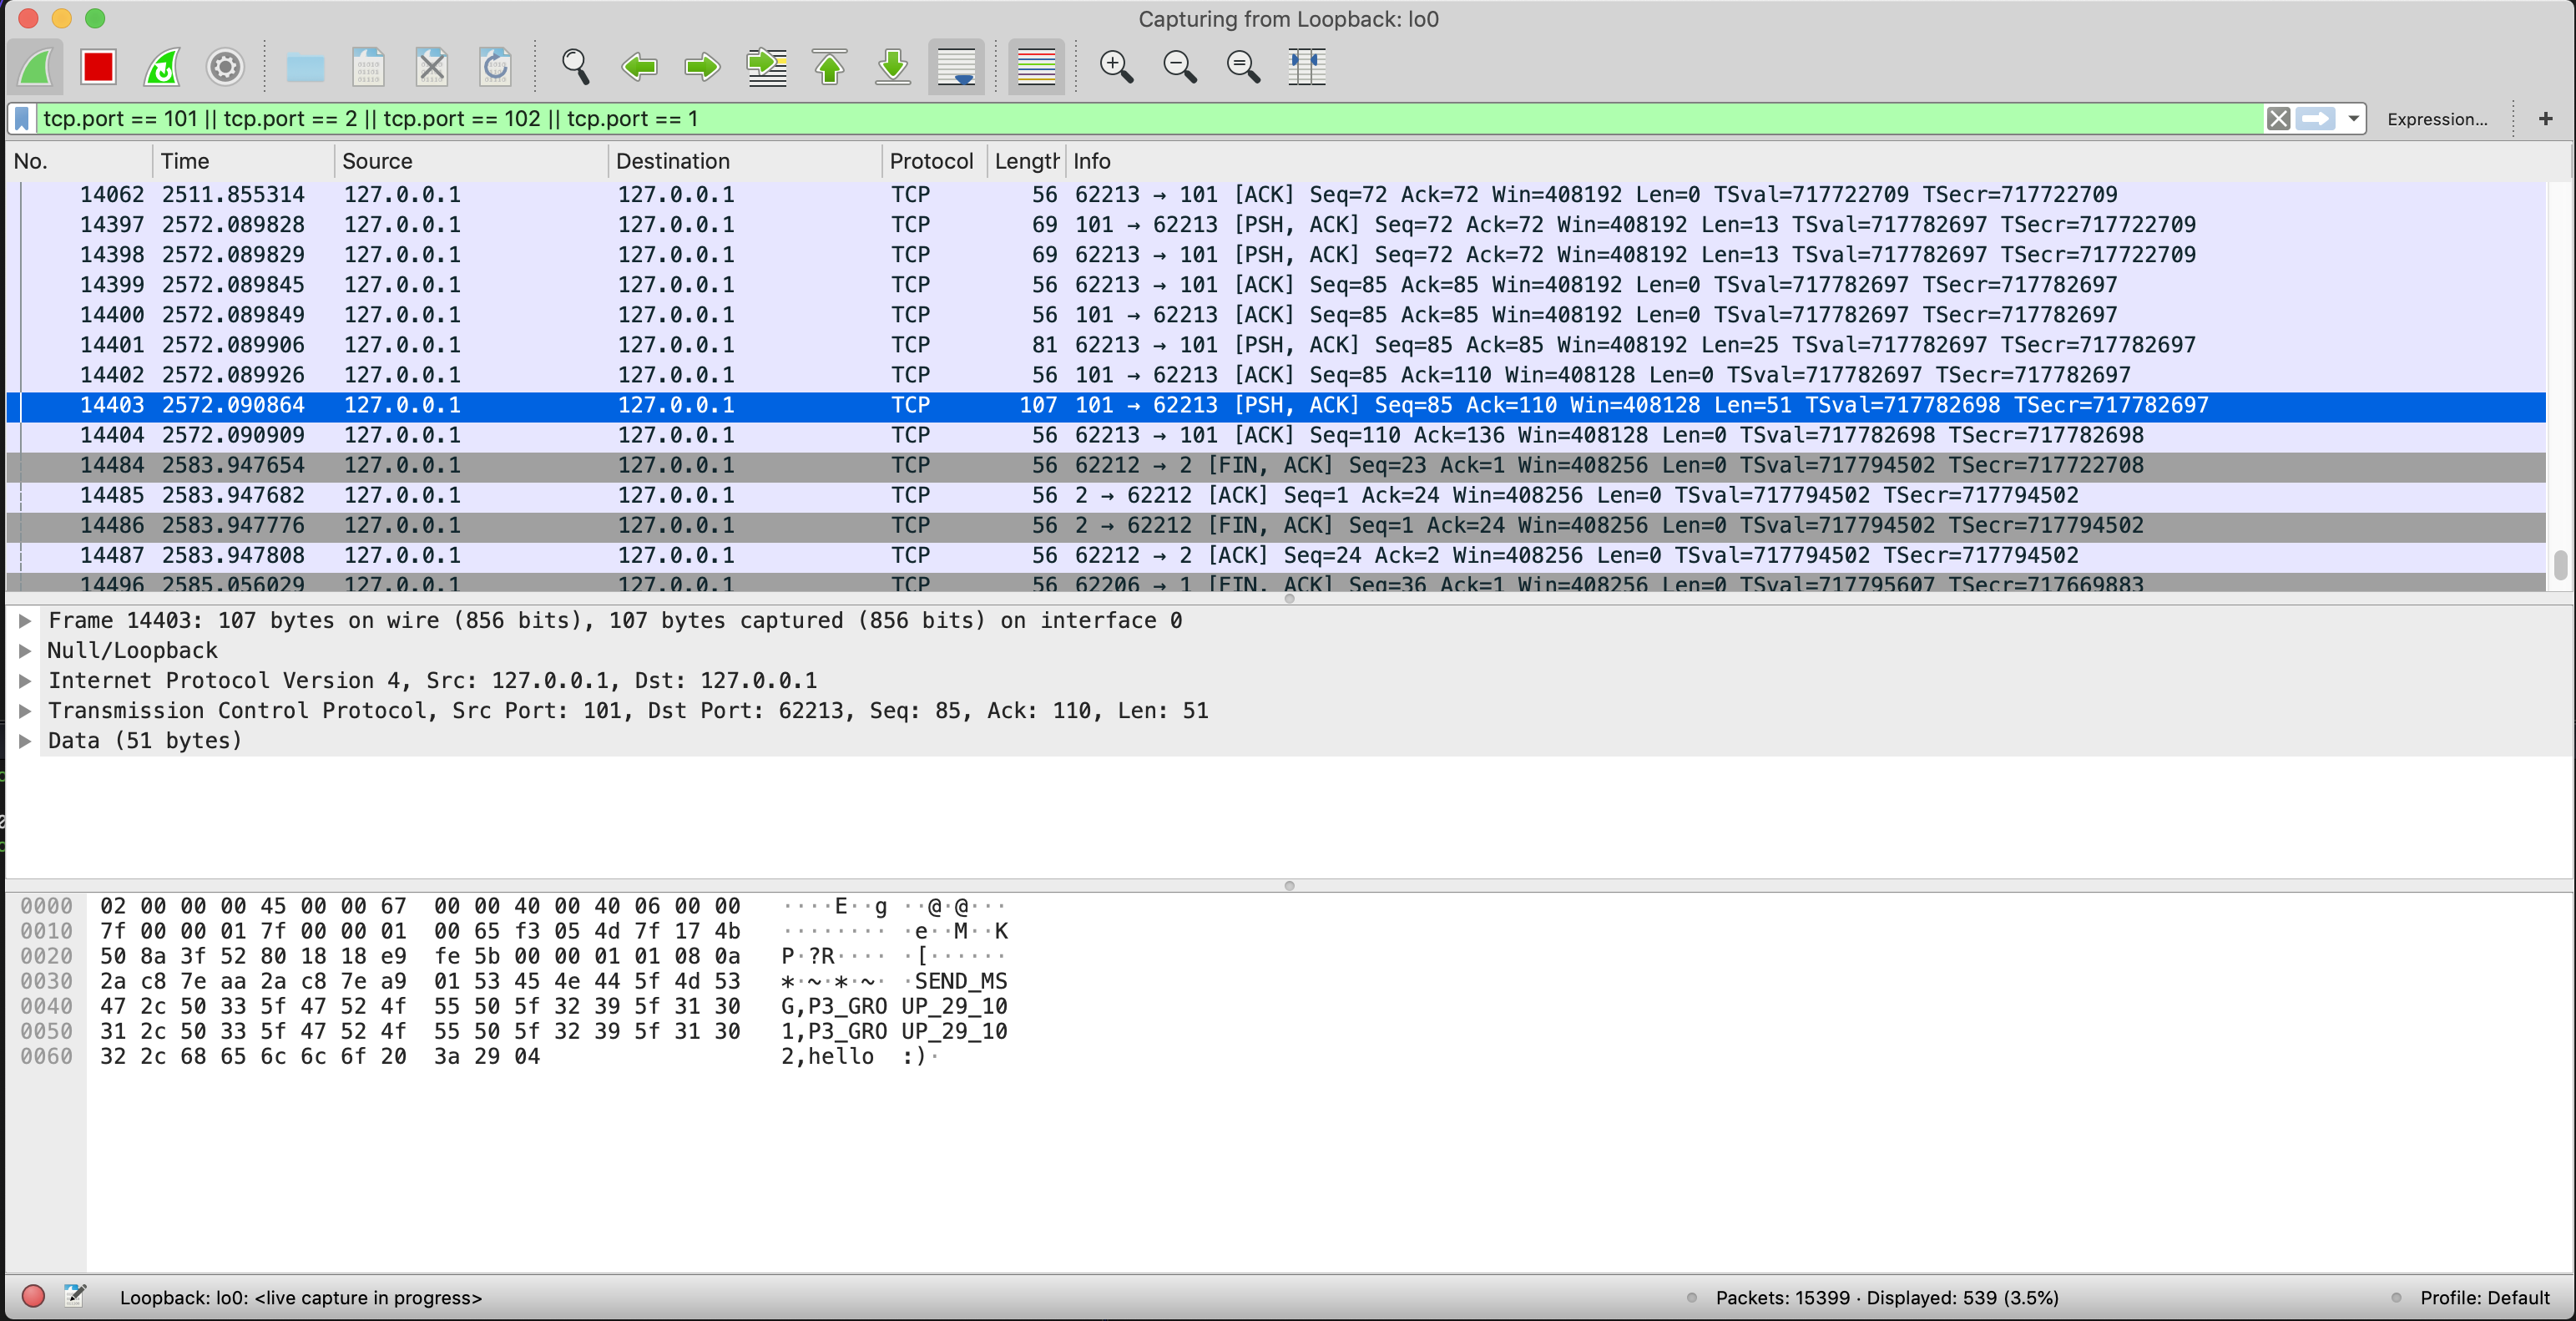 Capturing from Loopback: lo0
tcp.port == 101 || tcp.port == 2 || tcp.port == 102 || tcp.port == 1 Expression... +
No. Time Source Destination Protocol Length Info
14062 2511.855314 127.0.0.1 127.0.0.1 TCP 56 62213 → 101 [ACK] Seq=72 Ack=72 Win=408192 Len=0 TSval=717722709 TSecr=717722709
14397 2572.089828 127.0.0.1 127.0.0.1 TCP 69 101 → 62213 [PSH, ACK] Seq=72 Ack=72 Win=408192 Len=13 TSval=717782697 TSecr=717722709
14398 2572.089829 127.0.0.1 127.0.0.1 TCP 69 62213 → 101 [PSH, ACK] Seq=72 Ack=72 Win=408192 Len=13 TSval=717782697 TSecr=717722709
14399 2572.089845 127.0.0.1 127.0.0.1 TCP 56 62213 → 101 [ACK] Seq=85 Ack=85 Win=408192 Len=0 TSval=717782697 TSecr=717782697
14400 2572.089849 127.0.0.1 127.0.0.1 TCP 56 101 → 62213 [ACK] Seq=85 Ack=85 Win=408192 Len=0 TSval=717782697 TSecr=717782697
14401 2572.089906 127.0.0.1 127.0.0.1 TCP 81 62213 → 101 [PSH, ACK] Seq=85 Ack=85 Win=408192 Len=25 TSval=717782697 TSecr=717782697
14402 2572.089926 127.0.0.1 127.0.0.1 TCP 56 101 → 62213 [ACK] Seq=85 Ack=110 Win=408128 Len=0 TSval=717782697 TSecr=717782697
14403 2572.090864 127.0.0.1 127.0.0.1 TCP 107 101 → 62213 [PSH, ACK] Seq=85 Ack=110 Win=408128 Len=51 TSval=717782698 TSecr=717782697
14404 2572.090909 127.0.0.1 127.0.0.1 TCP 56 62213 → 101 [ACK] Seq=110 Ack=136 Win=408128 Len=0 TSval=717782698 TSecr=717782698
14484 2583.947654 127.0.0.1 127.0.0.1 TCP 56 62212 → 2 [FIN, ACK] Seq=23 Ack=1 Win=408256 Len=0 TSval=717794502 TSecr=717722708
14485 2583.947682 127.0.0.1 127.0.0.1 TCP 56 2 → 62212 [ACK] Seq=1 Ack=24 Win=408256 Len=0 TSval=717794502 TSecr=717794502
14486 2583.947776 127.0.0.1 127.0.0.1 TCP 56 2 → 62212 [FIN, ACK] Seq=1 Ack=24 Win=408256 Len=0 TSval=717794502 TSecr=717794502
14487 2583.947808 127.0.0.1 127.0.0.1 TCP 56 62212 → 2 [ACK] Seq=24 Ack=2 Win=408256 Len=0 TSval=717794502 TSecr=717794502
14496 2585.056029 127.0.0.1 127.0.0.1 TCP 56 62206 → 1 [FIN, ACK] Seq=36 Ack=1 Win=408256 Len=0 TSval=717795607 TSecr=717669883
Frame 14403: 107 bytes on wire (856 bits), 107 bytes captured (856 bits) on interface 0
Null/Loopback
Internet Protocol Version 4, Src: 127.0.0.1, Dst: 127.0.0.1
Transmission Control Protocol, Src Port: 101, Dst Port: 62213, Seq: 85, Ack: 110, Len: 51
Data (51 bytes)
0000 02 00 00 00 45 00 00 67 00 00 40 00 40 06 00 00 ····E··g ··@·@···
0010 7f 00 00 01 7f 00 00 01 00 65 f3 05 4d 7f 17 4b ········ ·e··M··K
0020 50 8a 3f 52 80 18 18 e9 fe 5b 00 00 01 01 08 0a P·?R···· ·[······
0030 2a c8 7e aa 2a c8 7e a9 01 53 45 4e 44 5f 4d 53 *·~·*·~· ·SEND_MS
0040 47 2c 50 33 5f 47 52 4f 55 50 5f 32 39 5f 31 30 G,P3_GRO UP_29_10
0050 31 2c 50 33 5f 47 52 4f 55 50 5f 32 39 5f 31 30 1,P3_GRO UP_29_10
0060 32 2c 68 65 6c 6c 6f 20 3a 29 04 2,hello :)·
Loopback: lo0: <live capture in progress> Packets: 15399 · Displayed: 539 (3.5%) Profile: Default